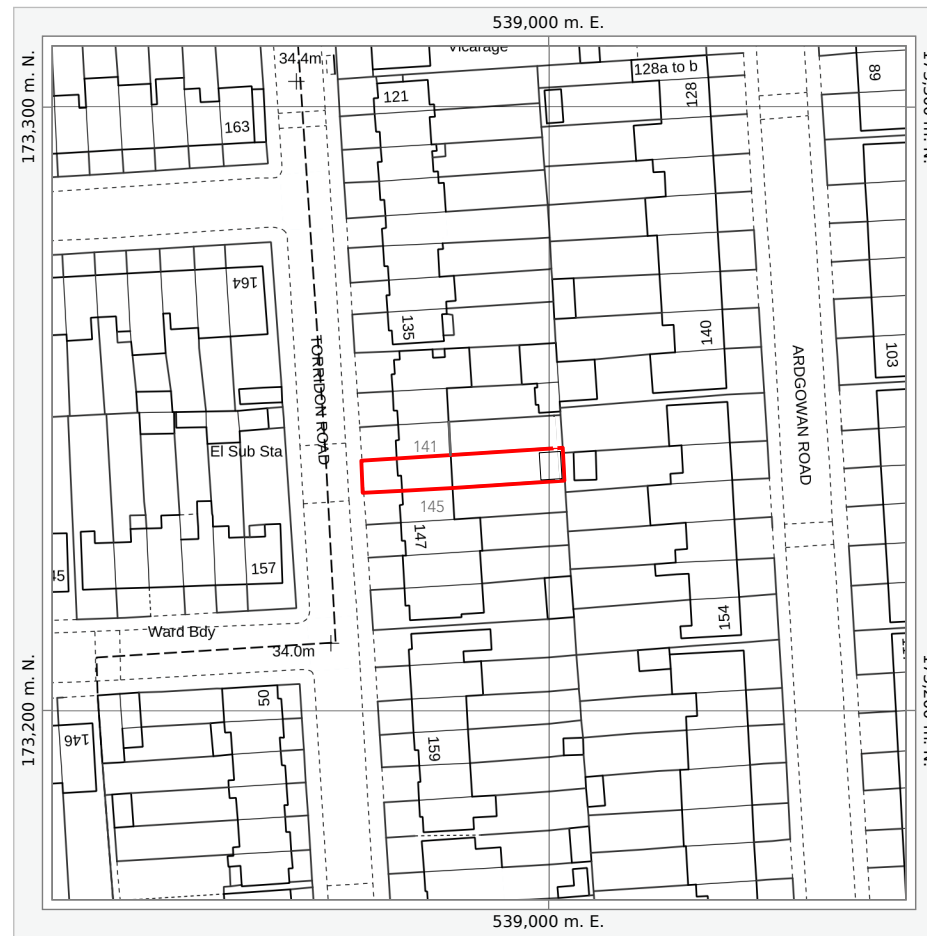 539,000 m. E.
Vicarage
34.4m
128a to b
89
121
128
163
173,300 m. N.
164
135
140
103
TORRIDON ROAD
ARDGOWAN ROAD
141
El Sub Sta
145
147
157
45
154
Ward Bdy
34.0m
50
173,200 m. N.
146
159
539,000 m. E.